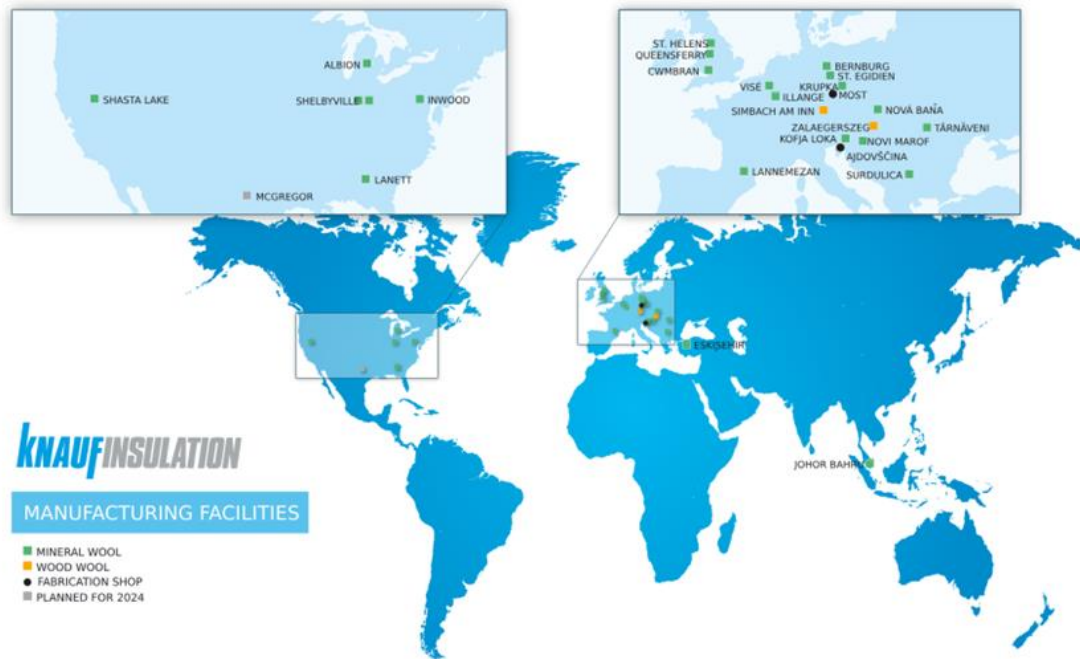 ALBION
SHASTA LAKE
SHELBYVILLE
INWOOD
LANETT
MCGREGOR
ST. HELENS
QUEENSFERRY
CWMBRAN
BERNBURG
ST. EGIDIEN
VISÉ
KRUPKA
ILLANGE
MOST
SIMBACH AM INN
NOVÁ BAŇA
ZALAEGERSZEG
TÂRNĂVENI
KOFJA LOKA
NOVI MAROF
AJDOVŠČINA
LANNEMEZAN
SURDULICA
ESKIŞEHIR
JOHOR BAHRU
KNAUFINSULATION
MANUFACTURING FACILITIES
MINERAL WOOL
WOOD WOOL
FABRICATION SHOP
PLANNED FOR 2024